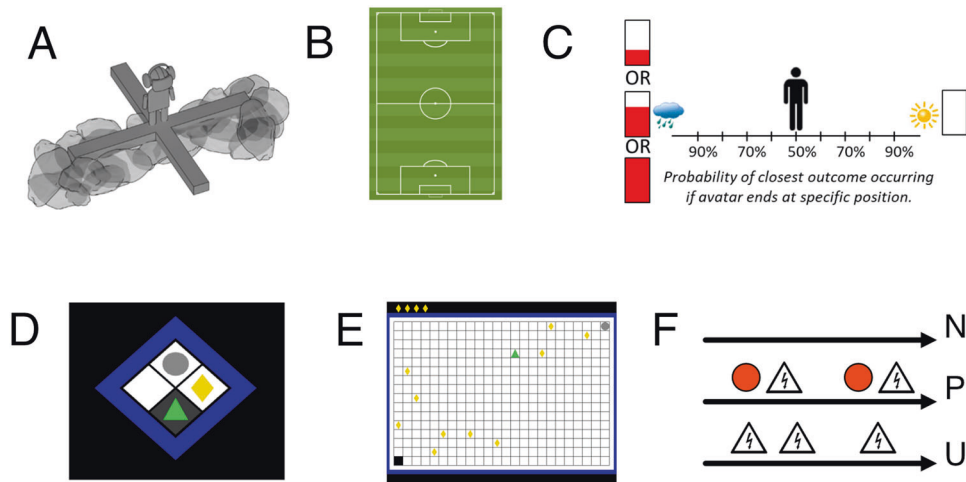 A
B
C
OR
OR
90% 70% 50% 70% 90%
Probability of closest outcome occurring
if avatar ends at specific position.
D
E
F
N
P
U